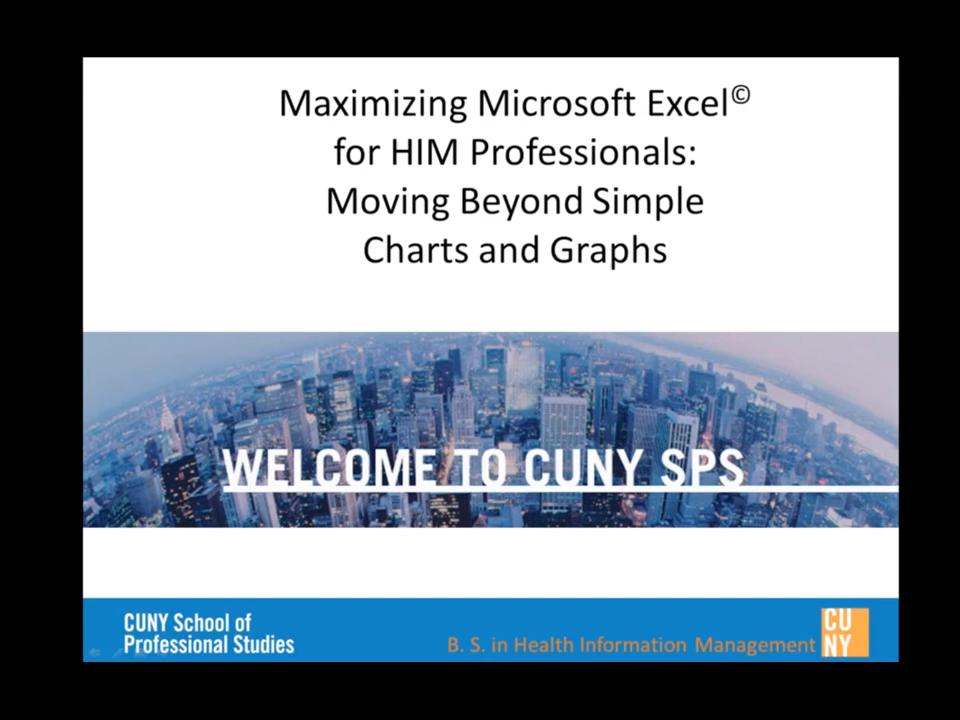 Maximizing Microsoft Excel©
for HIM Professionals:
Moving Beyond Simple
Charts and Graphs
WELCOME TO CUNY SPS
CUNY School of
Professional Studies
B. S. in Health Information Management
CU
NY